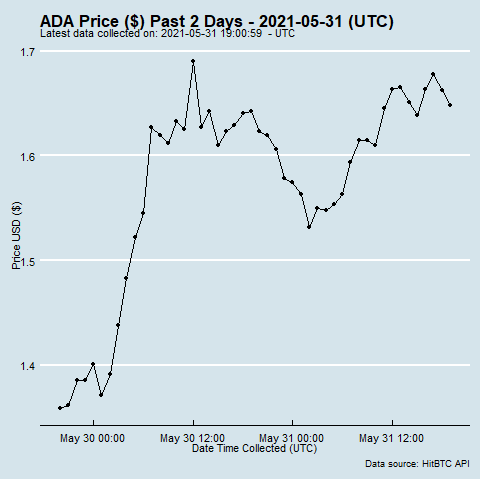 ADA Price ($) Past 2 Days - 2021-05-31 (UTC)
Latest data collected on: 2021-05-31 19:00:59 - UTC
1.7
1.6
1.5
1.4
Price USD ($)
May 30 00:00 May 30 12:00 May 31 00:00 May 31 12:00
Date Time Collected (UTC)
Data source: HitBTC API